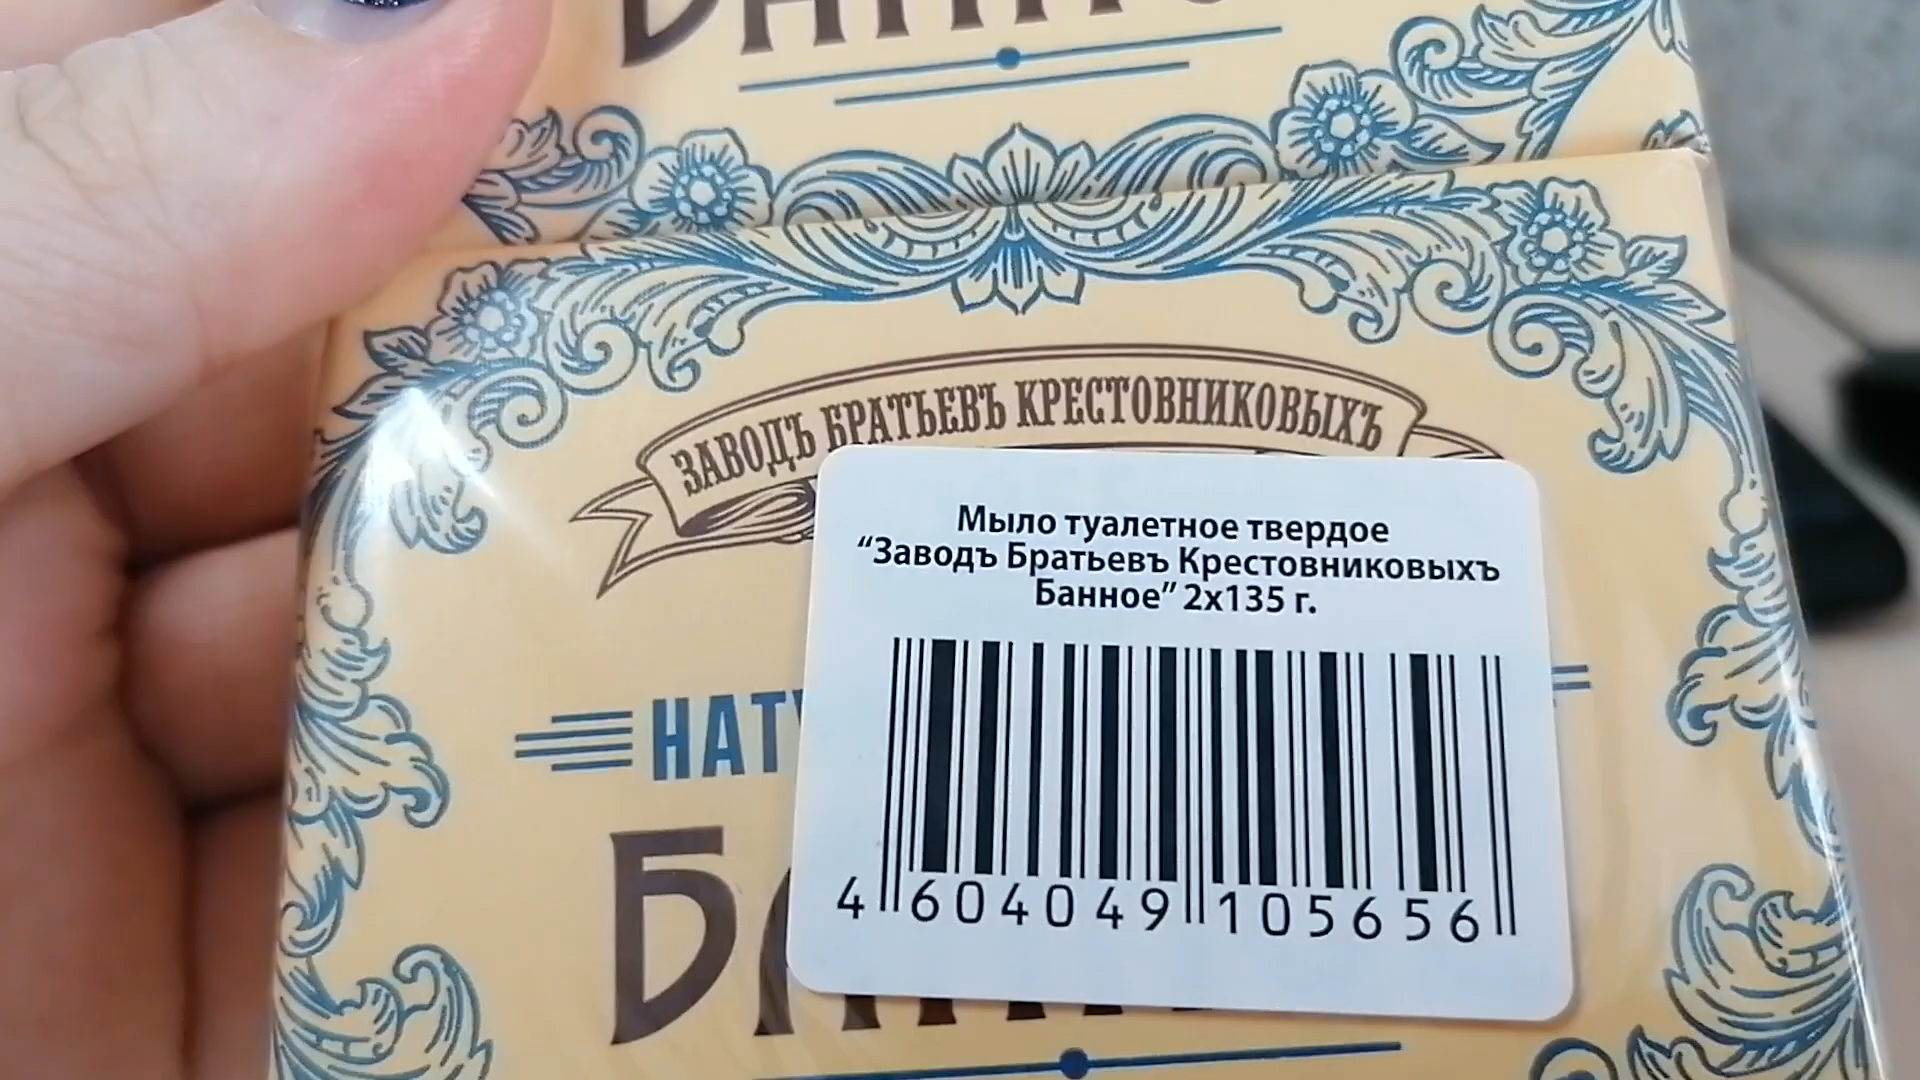 ЗАВОДЪ БРАТЬЕВЪ КРЕСТОВНИКОВЫХЪ
Мыло туалетное твердое
“Заводъ Братьевъ Крестовниковыхъ
Банное” 2х135 г.
4 604049 105656